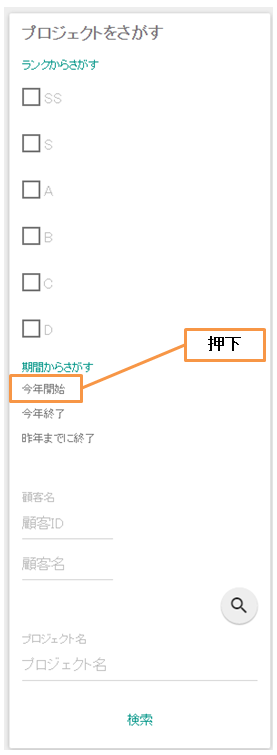 プロジェクトをさがす
ランクからさがす
SS
S
A
B
C
D
押下
期間からさがす
今年開始
今年終了
昨年までに終了
顧客名
顧客ID
顧客名
プロジェクト名
プロジェクト名
検索